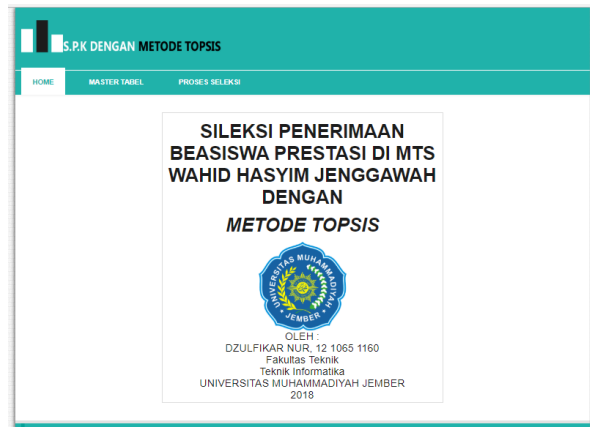 S.P.K DENGAN METODE TOPSIS
HOME MASTER TABEL PROSES SELEKSI
SILEKSI PENERIMAAN
BEASISWA PRESTASI DI MTS
WAHID HASYIM JENGGAWAH
DENGAN
METODE TOPSIS
UNIVERSITAS MUHAMMADIYAH
JEMBER
OLEH :
DZULFIKAR NUR, 12 1065 1160
Fakultas Teknik
Teknik Informatika
UNIVERSITAS MUHAMMADIYAH JEMBER
2018